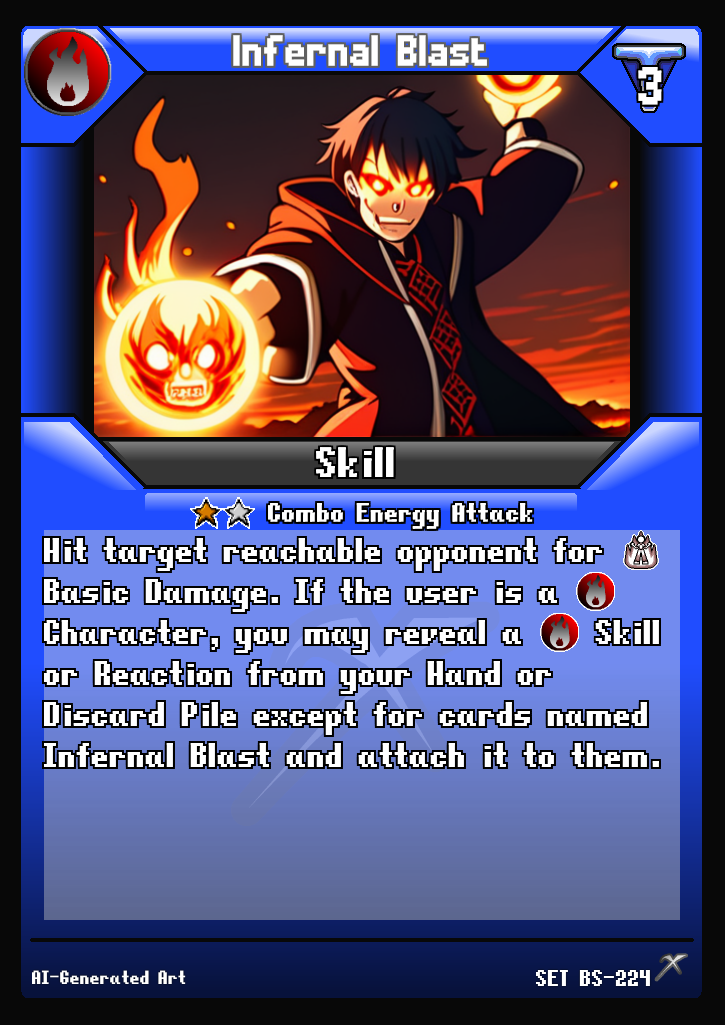 Infernal Blast
3
Skill
Combo Energy Attack
Hit target reachable opponent for
Basic Damage. If the user is a
Character, you may reveal a Skill
or Reaction from your Hand or
Discard Pile except for cards named
Infernal Blast and attach it to them.
AI-Generated Art
SET BS-224